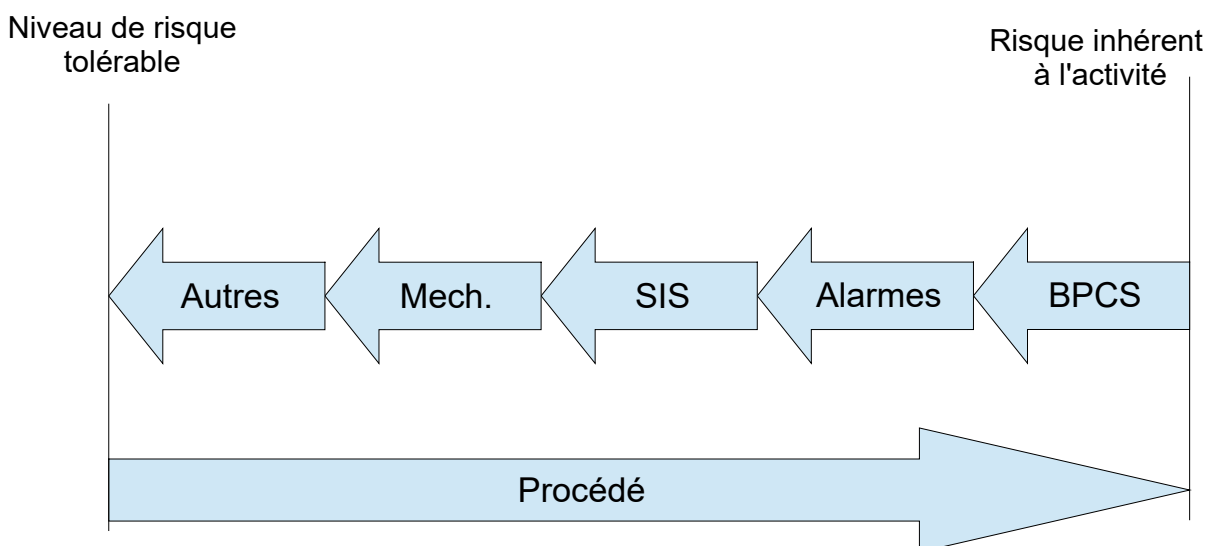 Niveau de risque
tolérable
Risque inhérent
à l'activité
Autres
Mech.
SIS
Alarmes
BPCS
Procédé